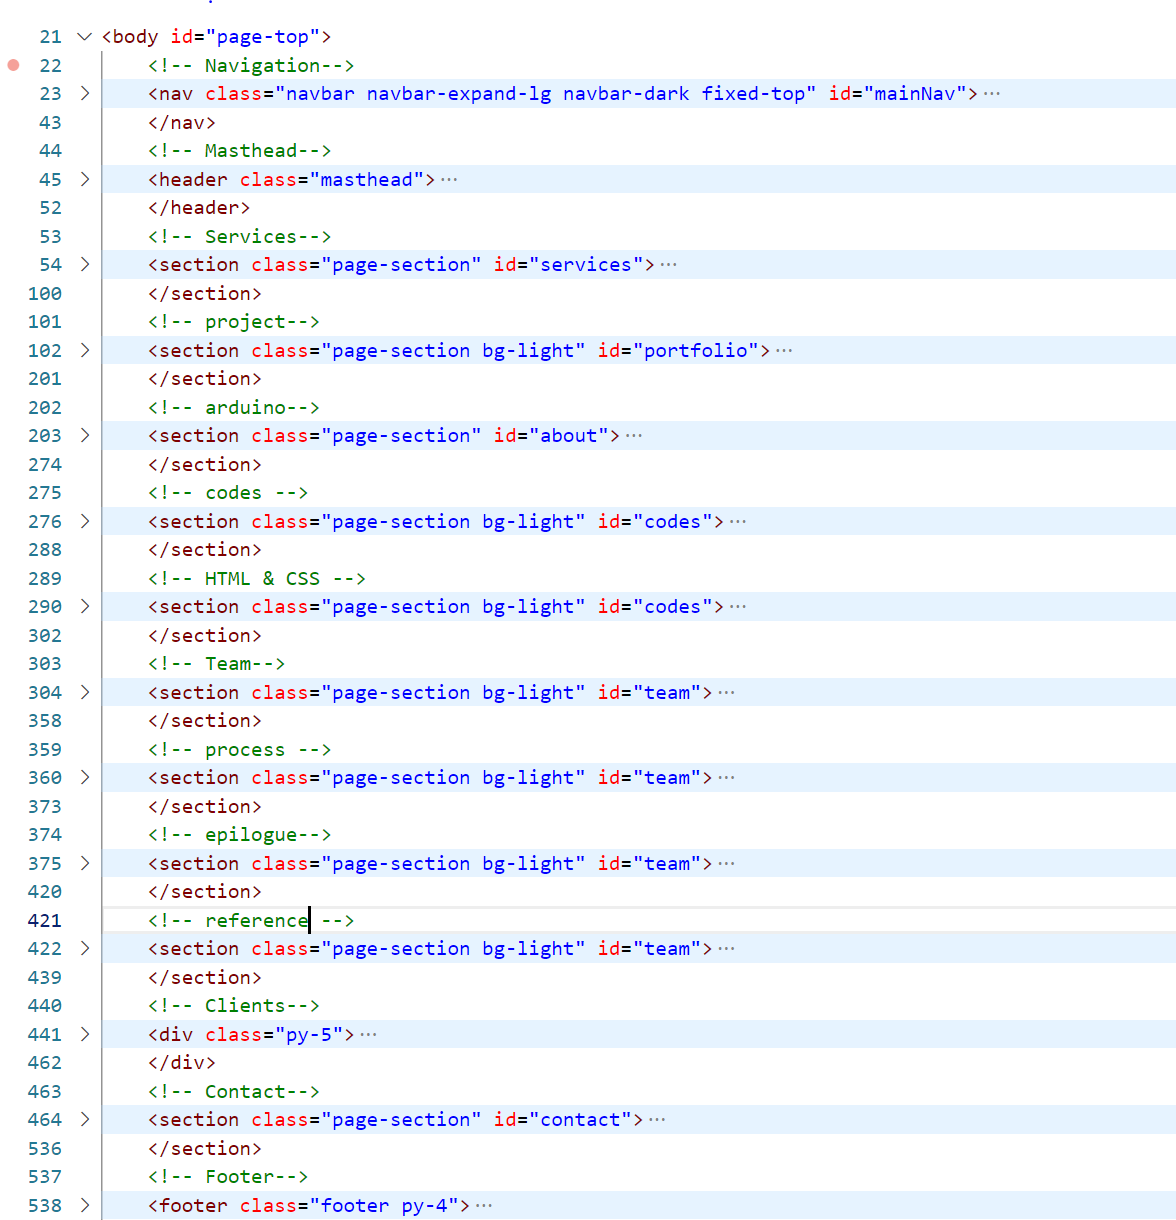 21 <body id="page-top">
22 <!-- Navigation-->
23 <nav class="navbar navbar-expand-lg navbar-dark fixed-top" id="mainNav">···
43 </nav>
44 <!-- Masthead-->
45 <header class="masthead">···
52 </header>
53 <!-- Services-->
54 <section class="page-section" id="services">···
100 </section>
101 <!-- project-->
102 <section class="page-section bg-light" id="portfolio">···
201 </section>
202 <!-- arduino-->
203 <section class="page-section" id="about">···
274 </section>
275 <!-- codes -->
276 <section class="page-section bg-light" id="codes">···
288 </section>
289 <!-- HTML & CSS -->
290 <section class="page-section bg-light" id="codes">···
302 </section>
303 <!-- Team-->
304 <section class="page-section bg-light" id="team">···
358 </section>
359 <!-- process -->
360 <section class="page-section bg-light" id="team">···
373 </section>
374 <!-- epilogue-->
375 <section class="page-section bg-light" id="team">···
420 </section>
421 <!-- reference -->
422 <section class="page-section bg-light" id="team">···
439 </section>
440 <!-- Clients-->
441 <div class="py-5">···
462 </div>
463 <!-- Contact-->
464 <section class="page-section" id="contact">···
536 </section>
537 <!-- Footer-->
538 <footer class="footer py-4">···